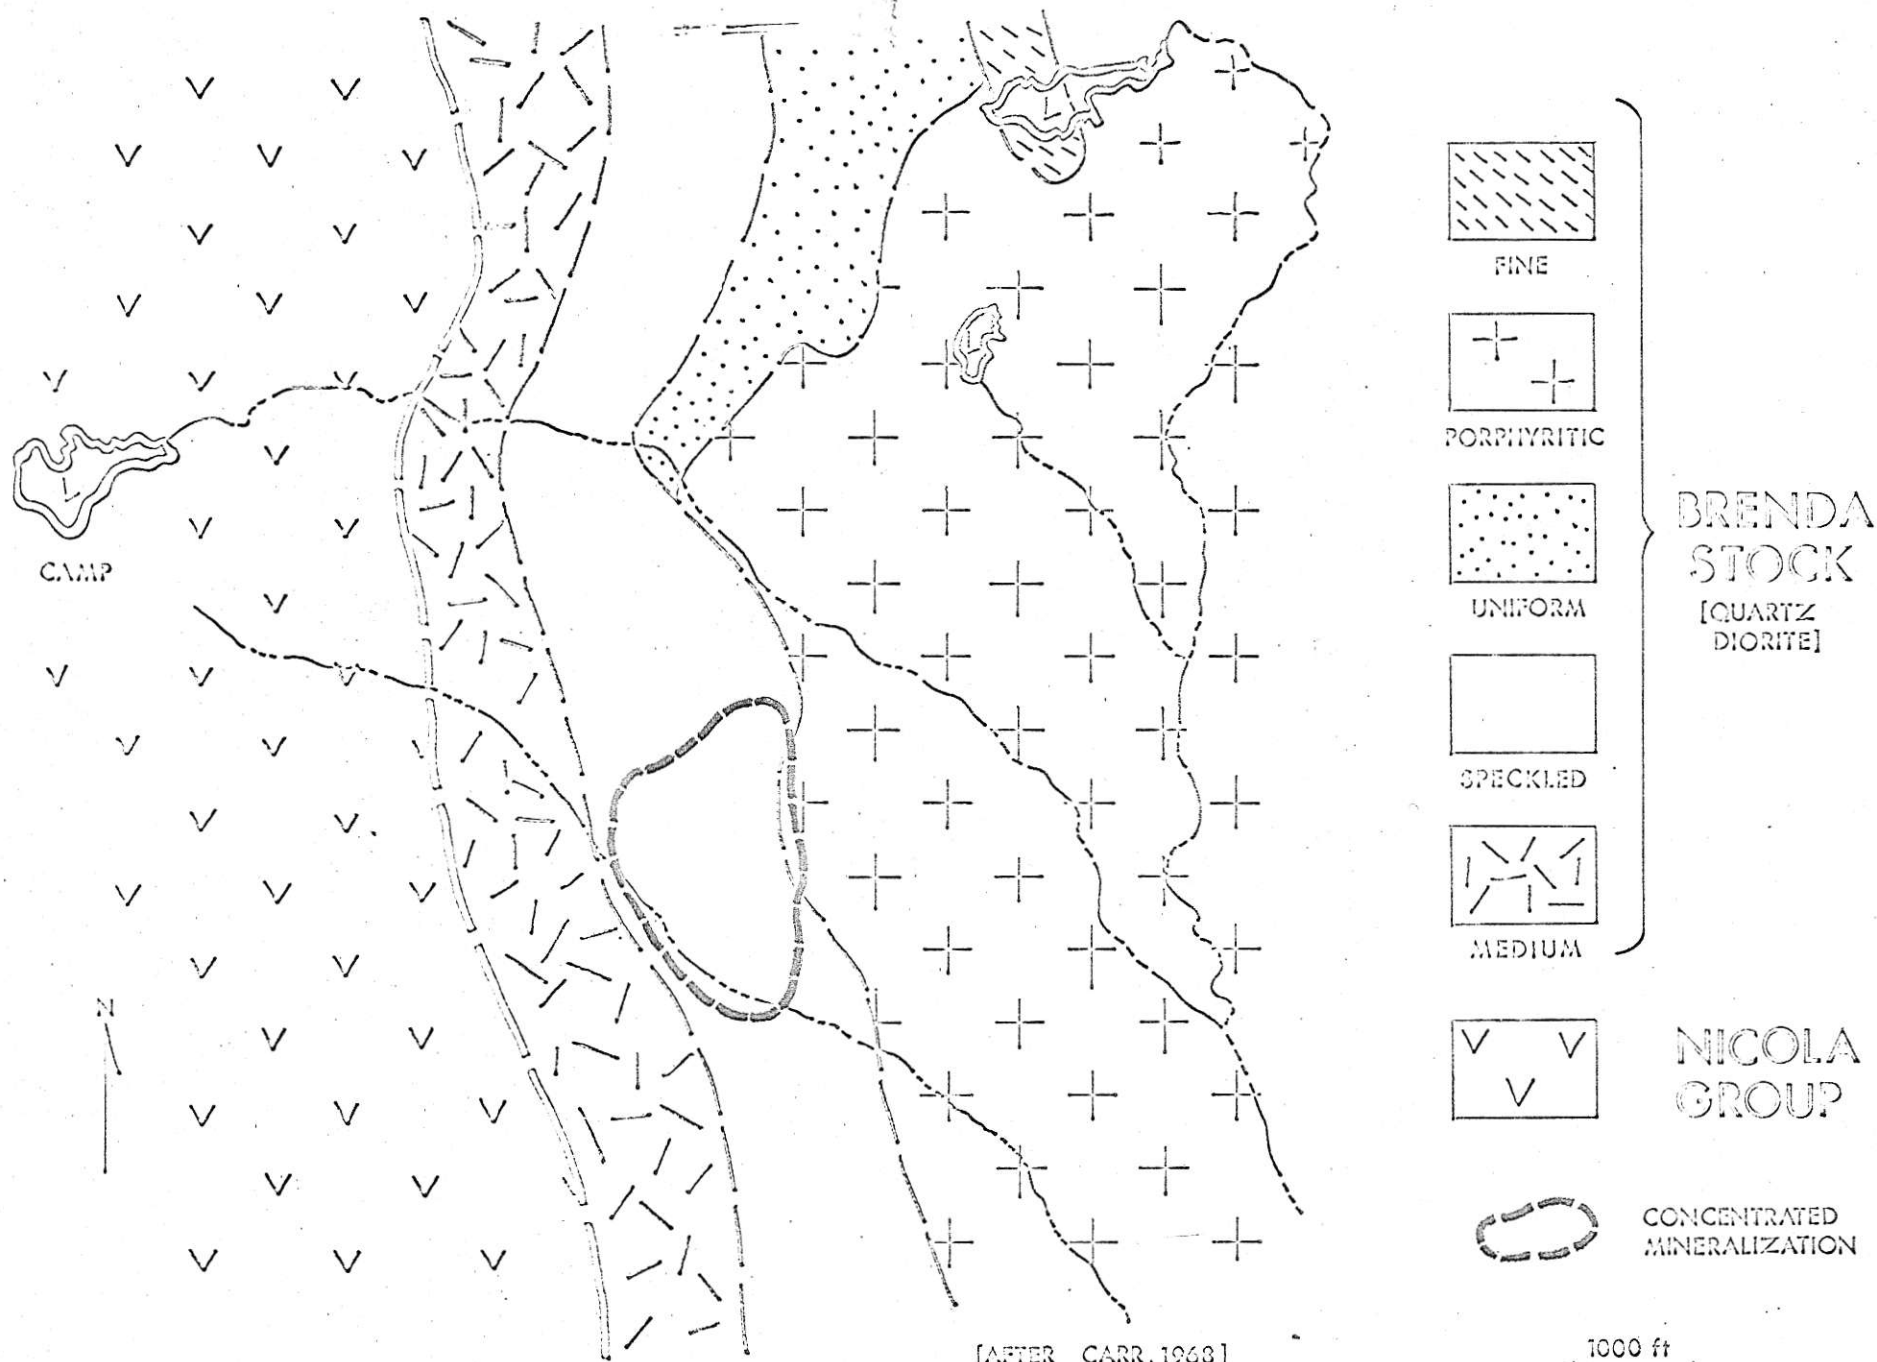 FINE
PORPHYRITIC
UNIFORM
SPECKLED
MEDIUM
BRENDA
STOCK
[QUARTZ
DIORITE]
NICOLA
GROUP
CONCENTRATED
MINERALIZATION
L
L
L
CAMP
N
[AFTER CARR, 1968]
1000 ft